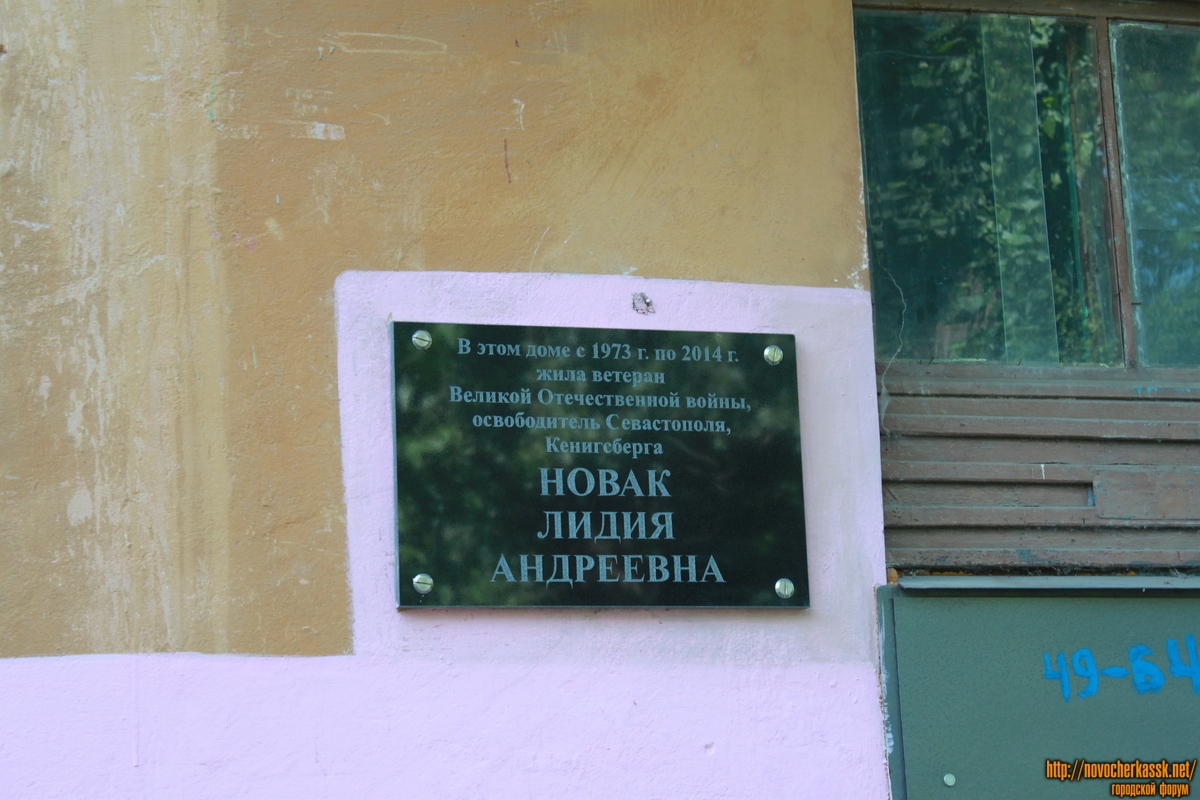 В этом доме с 1973 г. по 2014 г.
жила ветеран
Великой Отечественной войны,
освободитель Севастополя,
Кенигсберга
НОВАК
ЛИДИЯ
АНДРЕЕВНА
49-64
http://novocherkassk.net/
городской форум